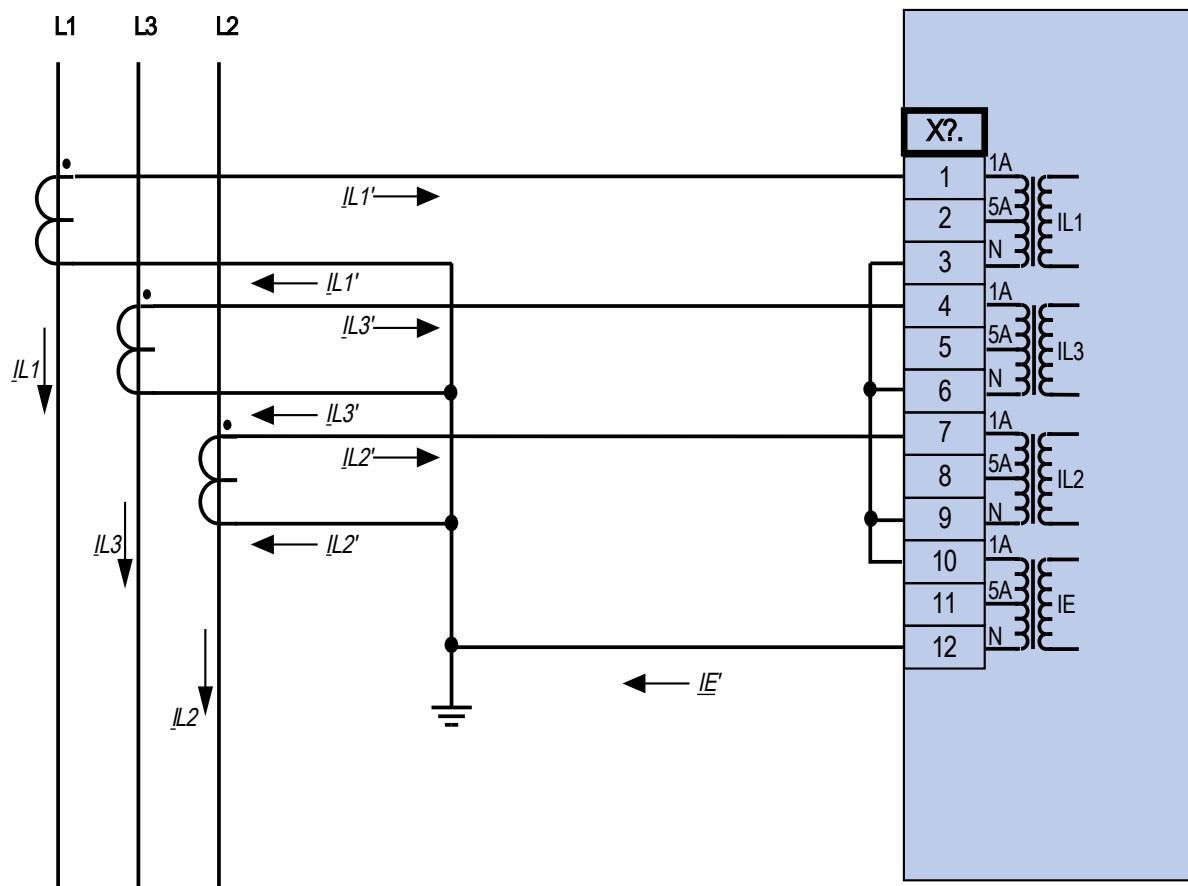 L1 L3 L2
X?.
1 1A
IL1'
2 5A IL1
3 N
IL1'
4 1A
IL3'
5 5A IL3
IL1
6 N
IL3'
7 1A
IL2'
8 5A IL2
9 N
IL3 IL2'
10 1A
11 5A IE
12 N
IE'
IL2